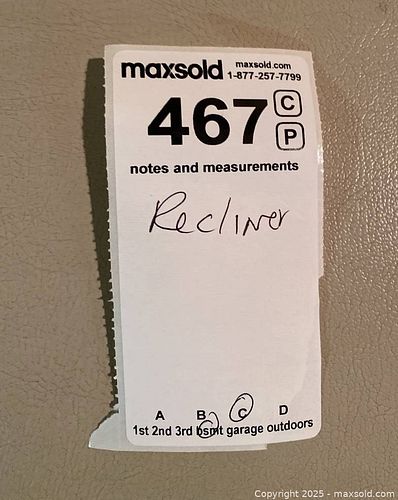 maxsold maxsold.com
1-877-257-7799
467 C
P
notes and measurements
Recliner
A B C D
1st 2nd 3rd bsmt garage outdoors
Copyright 2025 - maxsold.com